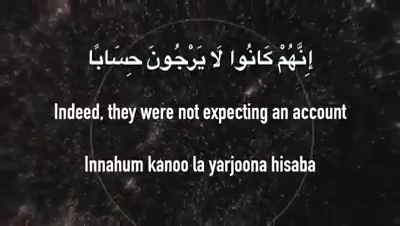 إِنَّهُمْ كَانُوا لَا يَرْجُونَ حِسَابًا
Indeed, they were not expecting an account
Innahum kanoo la yarjoona hisaba